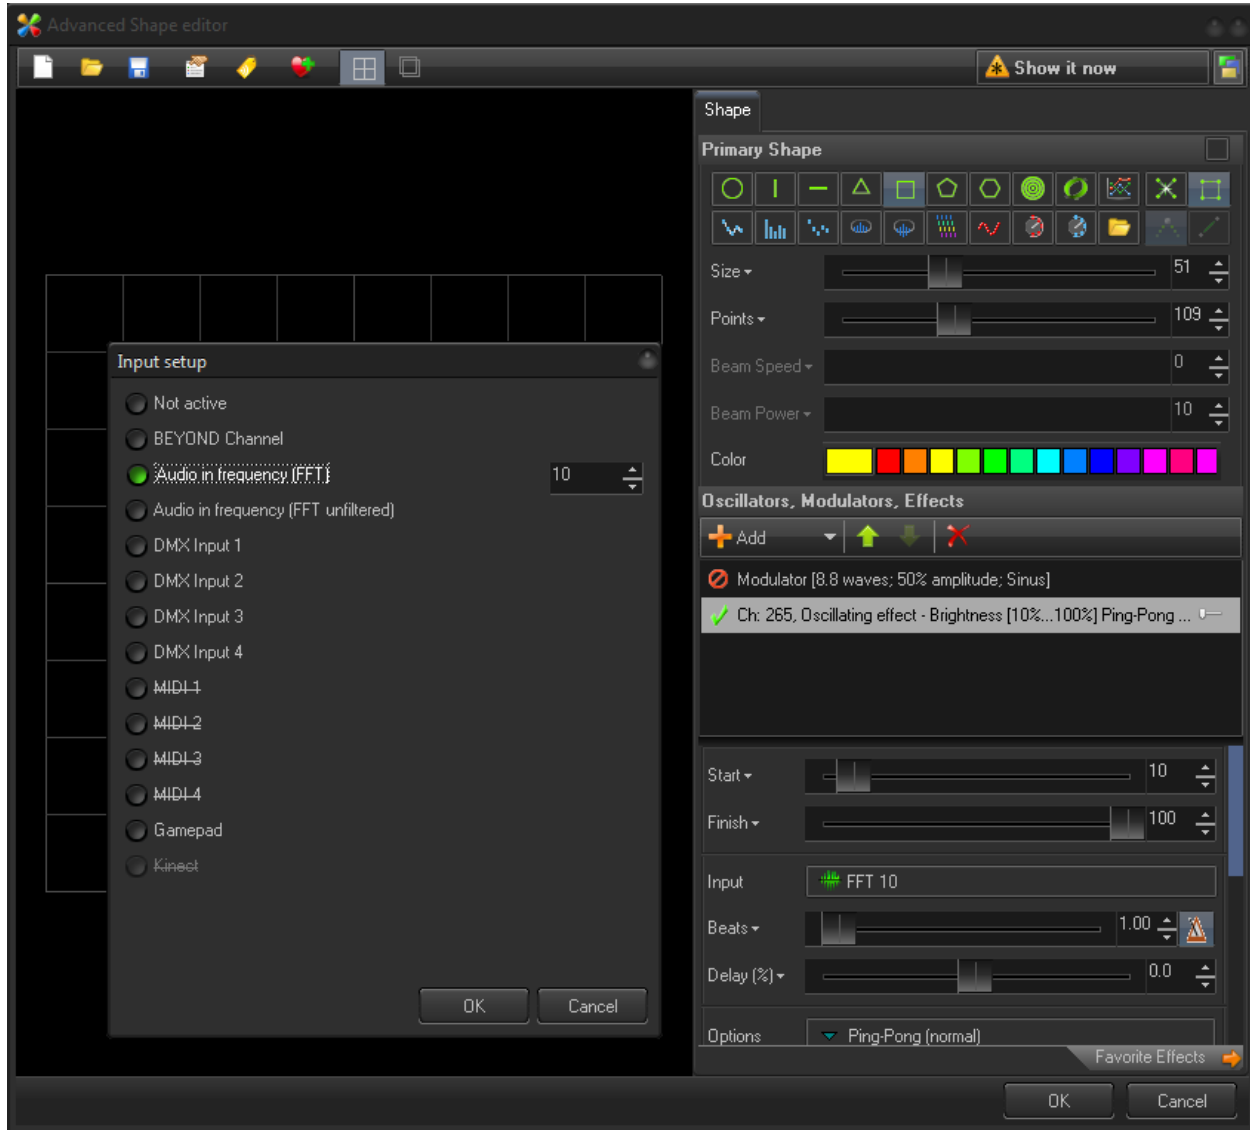 Advanced Shape editor
Show it now
Shape
Primary Shape
Size 51
Points 109
Beam Speed 0
Beam Power 10
Color
Oscillators, Modulators, Effects
Add
Modulator [8.8 waves; 50% amplitude; Sinus]
Ch: 265, Oscillating effect - Brightness [10%...100%] Ping-Pong ...
Start 10
Finish 100
Input FFT 10
Beats 1.00
Delay (%) 0.0
Options Ping-Pong (normal)
Favorite Effects
OK Cancel
Input setup
Not active
BEYOND Channel
Audio in frequency (FFT) 10
Audio in frequency (FFT unfiltered)
DMX Input 1
DMX Input 2
DMX Input 3
DMX Input 4
MIDI 1
MIDI 2
MIDI 3
MIDI 4
Gamepad
Kinect
OK Cancel